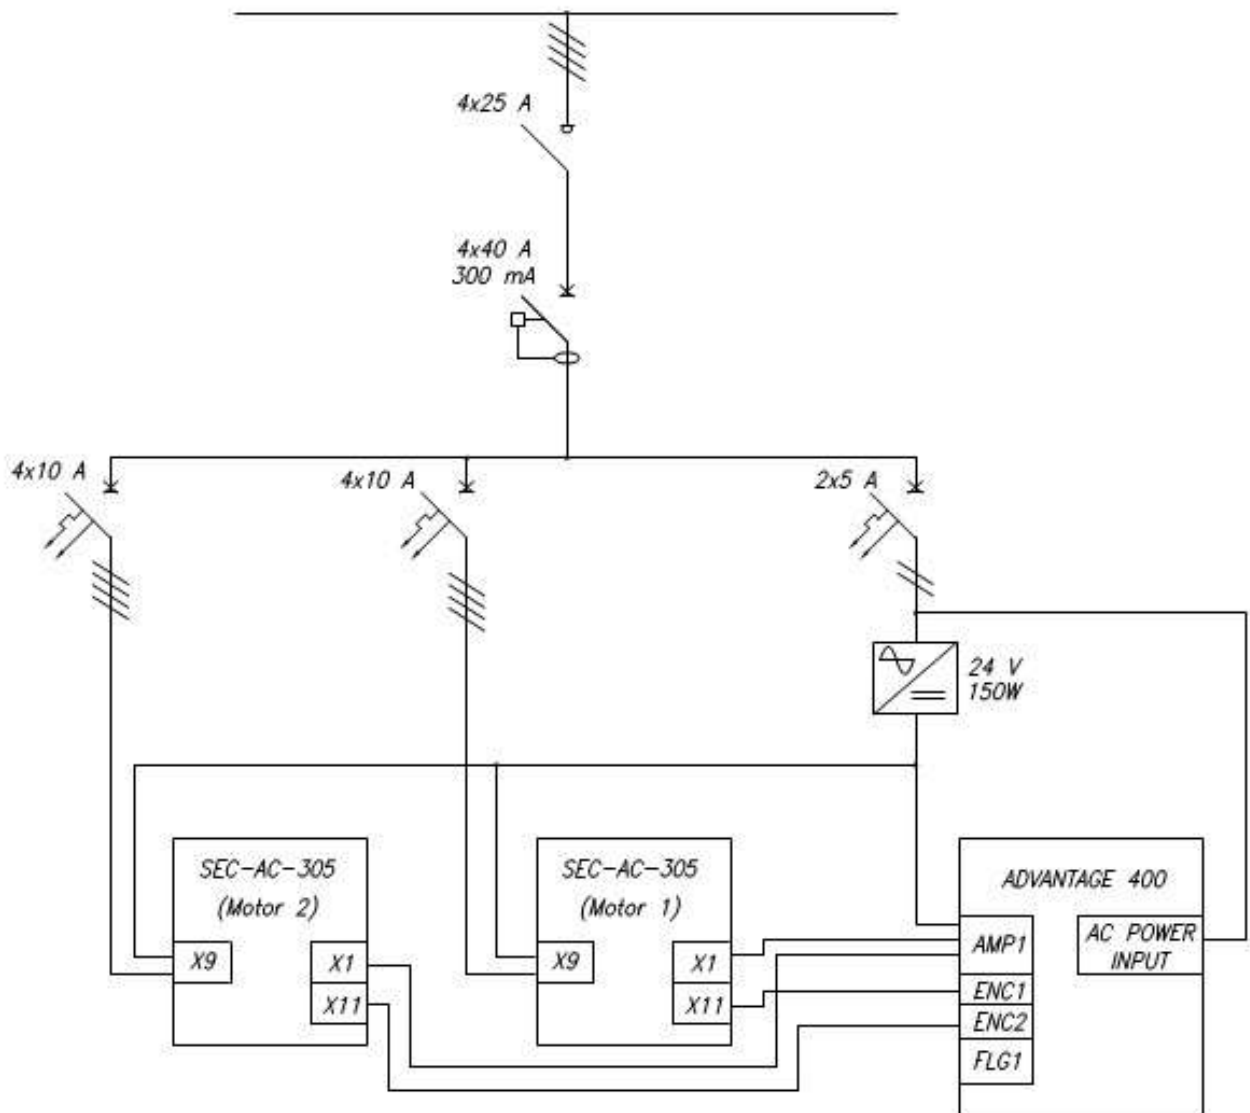 4x25 A
4x40 A
300 mA
4x10 A
4x10 A
2x5 A
24 V
150W
SEC-AC-305
(Motor 2)
X9
X1
X11
SEC-AC-305
(Motor 1)
X9
X1
X11
ADVANTAGE 400
AMP1
AC POWER
INPUT
ENC1
ENC2
FLG1